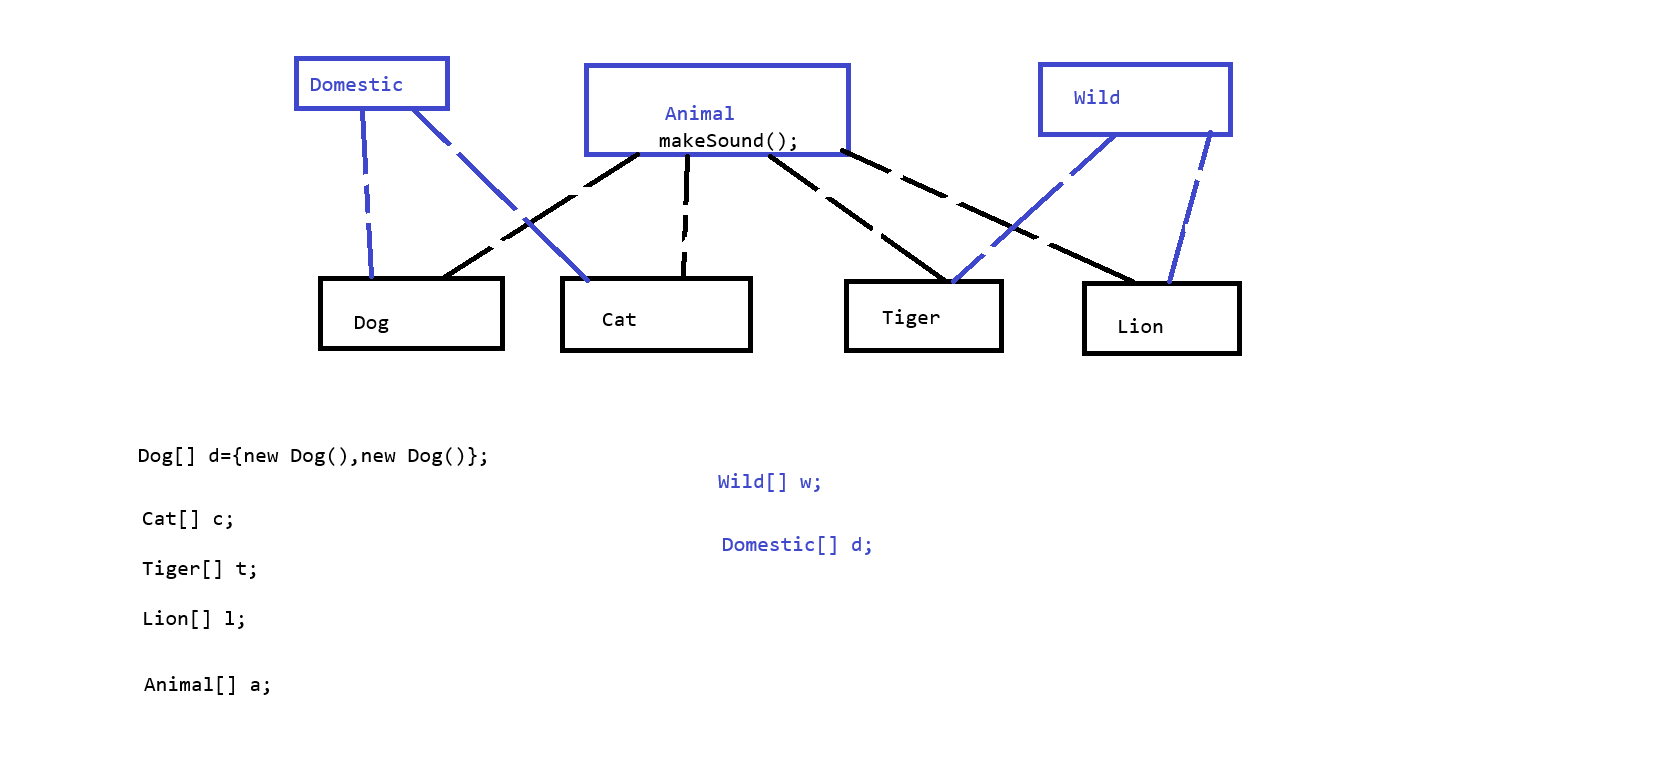 Domestic
Animal
makeSound();
Wild
Dog
Cat
Tiger
Lion
Dog[] d={new Dog(),new Dog()};
Cat[] c;
Tiger[] t;
Lion[] l;
Animal[] a;
Wild[] w;
Domestic[] d;